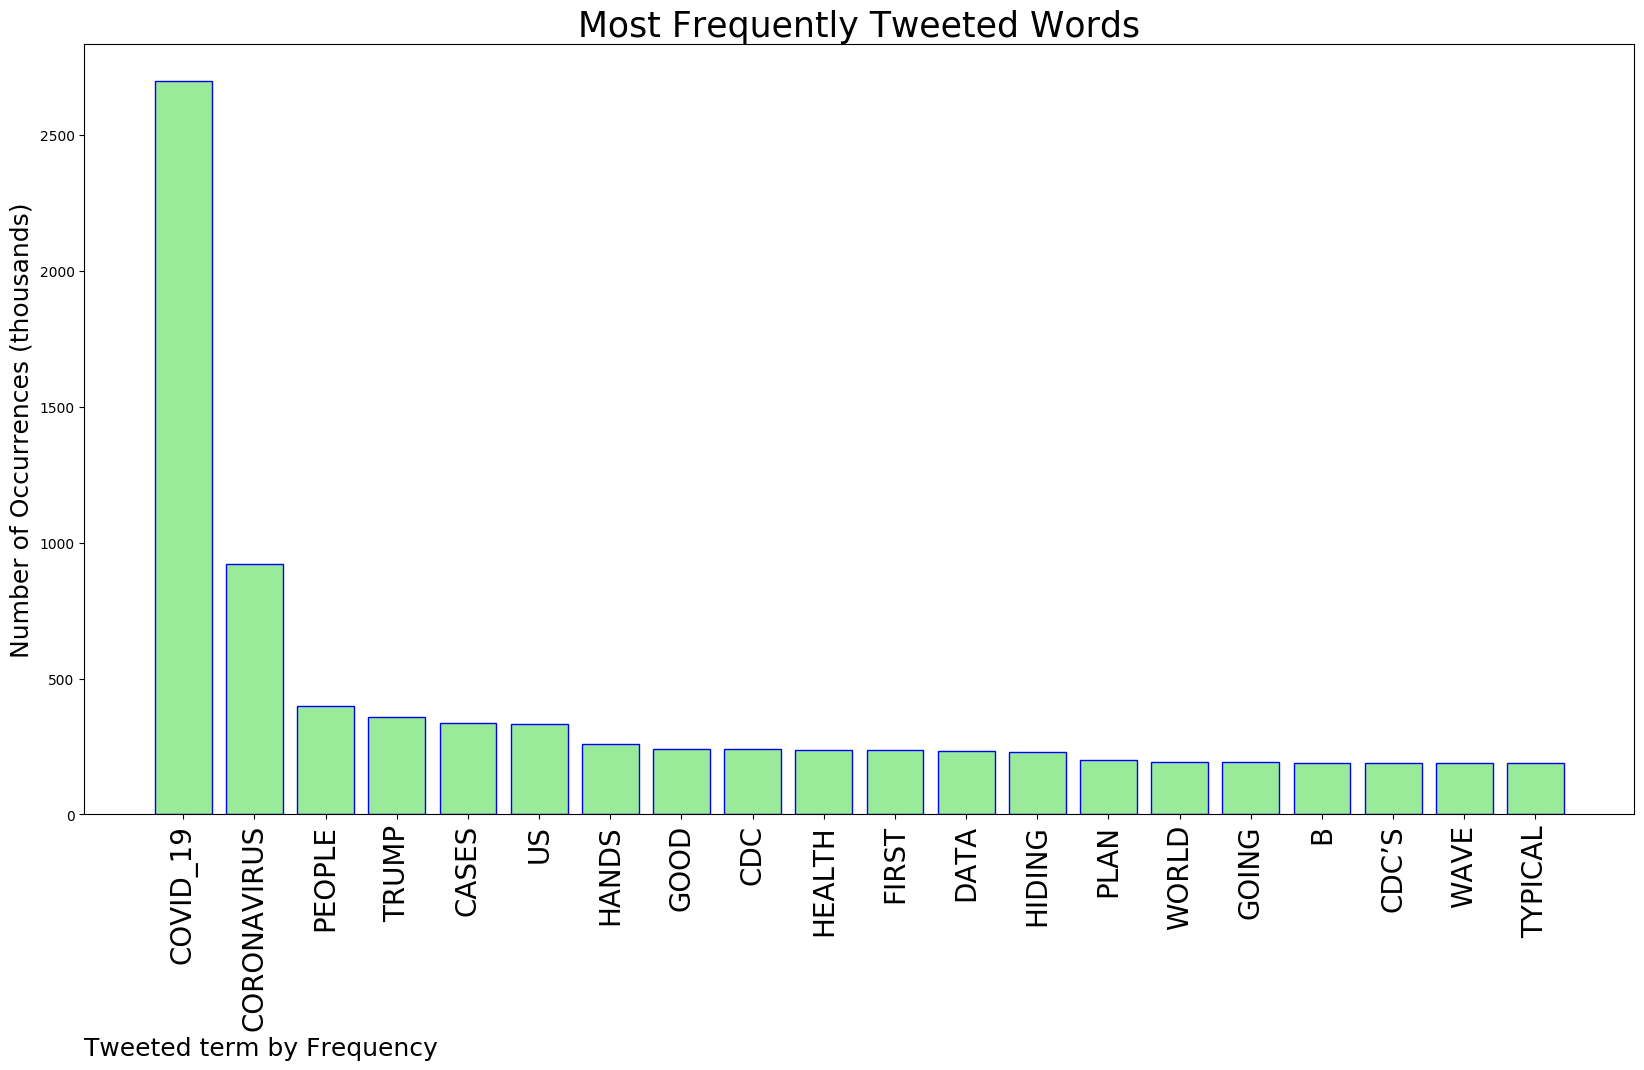 Most Frequently Tweeted Words
Number of Occurrences (thousands)
2500
2000
1500
1000
500
0
COVID_19
CORONAVIRUS
PEOPLE
TRUMP
CASES
US
HANDS
GOOD
CDC
HEALTH
FIRST
DATA
HIDING
PLAN
WORLD
GOING
B
CDC’S
WAVE
TYPICAL
Tweeted term by Frequency